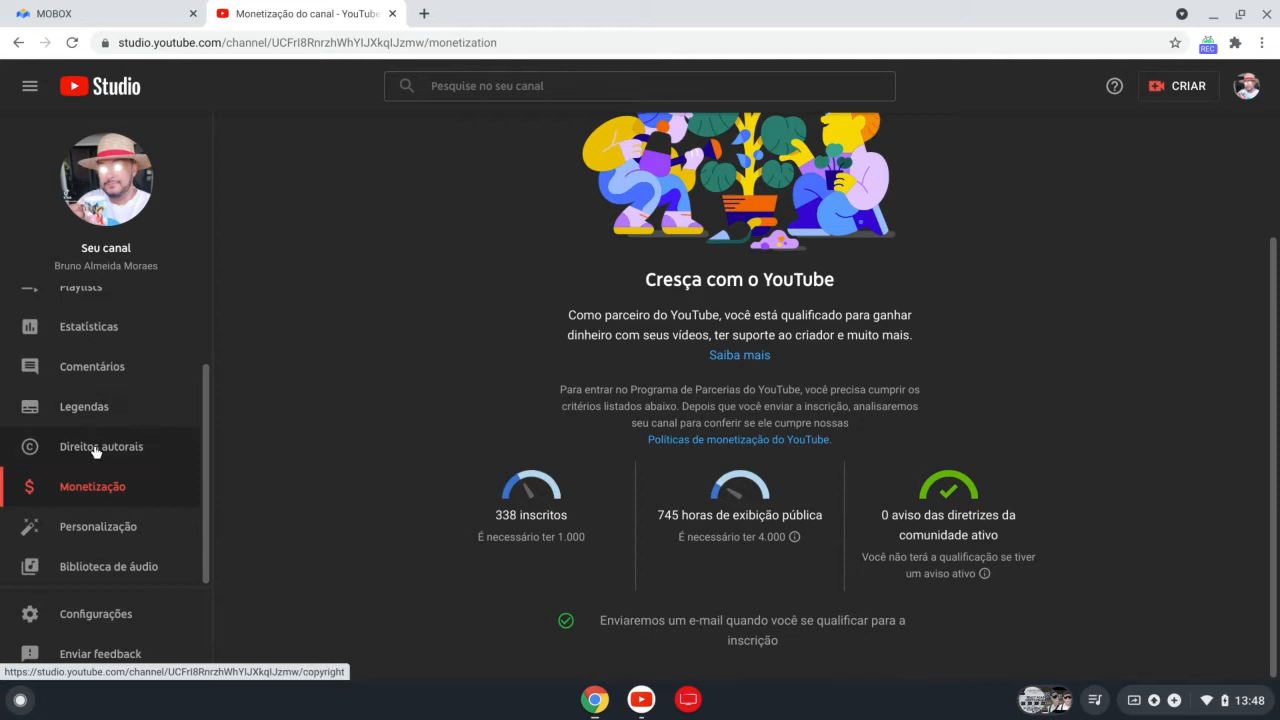 MOBOX
Monetização do canal - YouTube
studio.youtube.com/channel/UCFrI8RnrzhWhYIJXkqIJzmw/monetization
REC
Studio
Pesquise no seu canal
CRIAR
Seu canal
Bruno Almeida Moraes
Playlists
Estatísticas
Comentários
Legendas
Direitos autorais
Monetização
Personalização
Biblioteca de áudio
Configurações
Enviar feedback
Cresça com o YouTube
Como parceiro do YouTube, você está qualificado para ganhar
dinheiro com seus vídeos, ter suporte ao criador e muito mais.
Saiba mais
Para entrar no Programa de Parcerias do YouTube, você precisa cumprir os
critérios listados abaixo. Depois que você enviar a inscrição, analisaremos
seu canal para conferir se ele cumpre nossas
Políticas de monetização do YouTube.
338 inscritos
É necessário ter 1.000
745 horas de exibição pública
É necessário ter 4.000
0 aviso das diretrizes da
comunidade ativo
Você não terá a qualificação se tiver
um aviso ativo
Enviaremos um e-mail quando você se qualificar para a
inscrição
https://studio.youtube.com/channel/UCFrI8RnrzhWhYIJXkqIJzmw/copyright
13:48